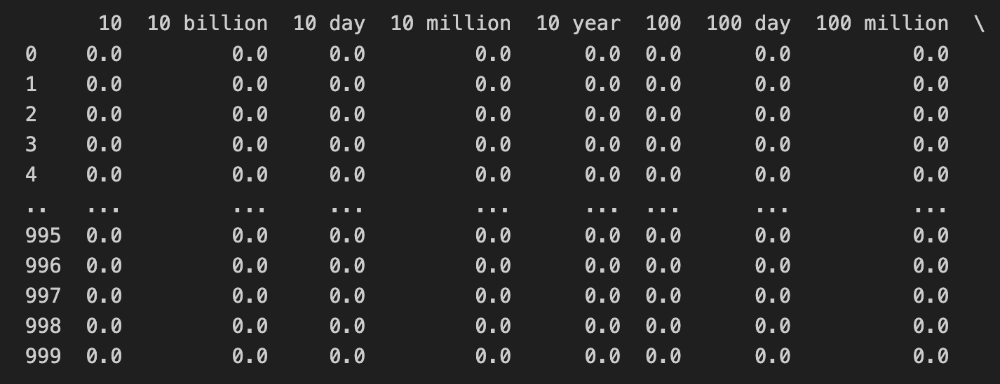 10 10 billion 10 day 10 million 10 year 100 100 day 100 million \
0 0.0 0.0 0.0 0.0 0.0 0.0 0.0 0.0
1 0.0 0.0 0.0 0.0 0.0 0.0 0.0 0.0
2 0.0 0.0 0.0 0.0 0.0 0.0 0.0 0.0
3 0.0 0.0 0.0 0.0 0.0 0.0 0.0 0.0
4 0.0 0.0 0.0 0.0 0.0 0.0 0.0 0.0
.. ... ... ... ... ... ... ... ...
995 0.0 0.0 0.0 0.0 0.0 0.0 0.0 0.0
996 0.0 0.0 0.0 0.0 0.0 0.0 0.0 0.0
997 0.0 0.0 0.0 0.0 0.0 0.0 0.0 0.0
998 0.0 0.0 0.0 0.0 0.0 0.0 0.0 0.0
999 0.0 0.0 0.0 0.0 0.0 0.0 0.0 0.0